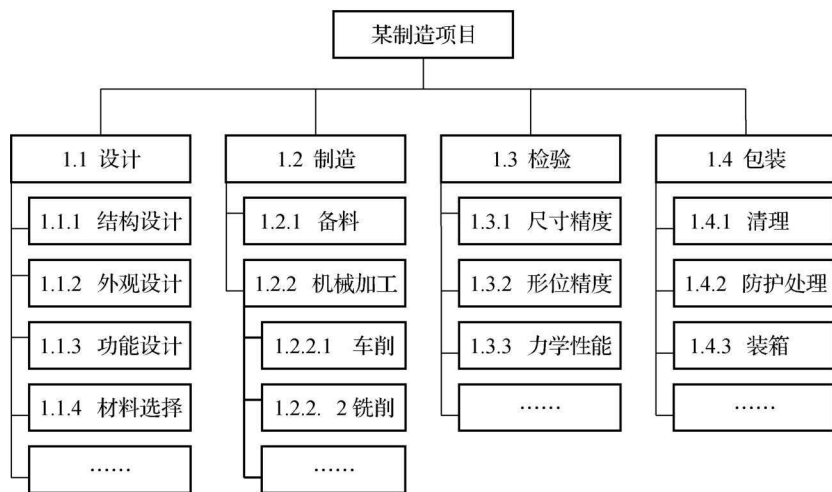 某制造项目
1.1 设计
1.2 制造
1.3 检验
1.4 包装
1.1.1 结构设计
1.2.1 备料
1.3.1 尺寸精度
1.4.1 清理
1.1.2 外观设计
1.2.2 机械加工
1.3.2 形位精度
1.4.2 防护处理
1.1.3 功能设计
1.2.2.1 车削
1.3.3 力学性能
1.4.3 装箱
1.1.4 材料选择
1.2.2. 2铣削
……
……
……
……